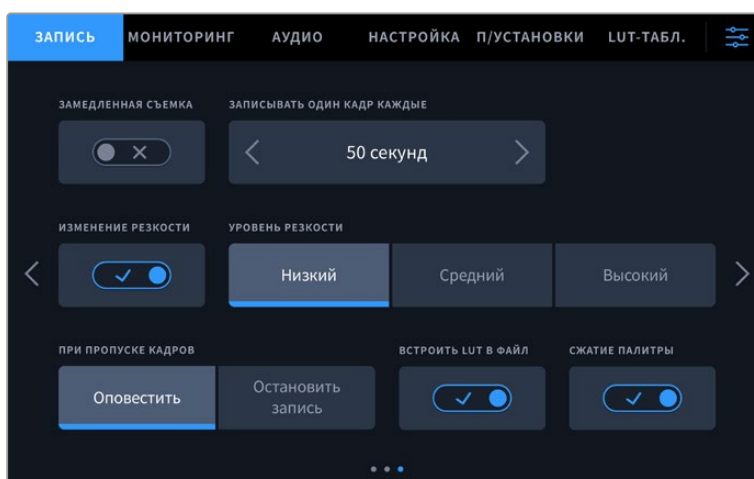 ЗАПИСЬ МОНИТОРИНГ АУДИО НАСТРОЙКА П/УСТАНОВКИ LUT-ТАБЛ.
ЗАМЕДЛЕННАЯ СЪЕМКА ЗАПИСЫВАТЬ ОДИН КАДР КАЖДЫЕ
50 секунд
ИЗМЕНЕНИЕ РЕЗКОСТИ УРОВЕНЬ РЕЗКОСТИ
Низкий Средний Высокий
ПРИ ПРОПУСКЕ КАДРОВ ВСТРОИТЬ LUT В ФАЙЛ СЖАТИЕ ПАЛИТРЫ
Оповестить Остановить
запись